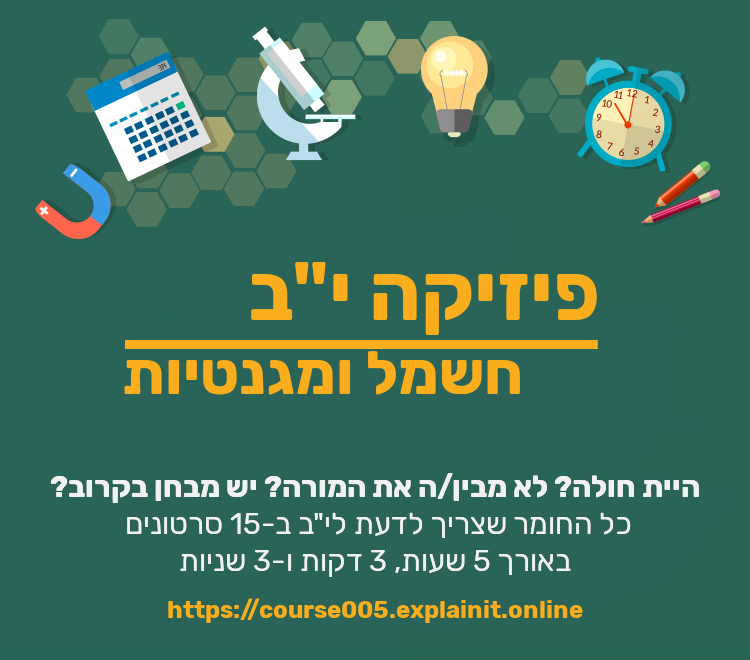 פיזיקה י"ב
חשמל ומגנטיות
היית חולה? לא מבין/ה את המורה? יש מבחן בקרוב?
כל החומר שצריך לדעת לי"ב ב-15 סרטונים
באורך 5 שעות, 3 דקות ו-3 שניות
https://course005.explainit.online